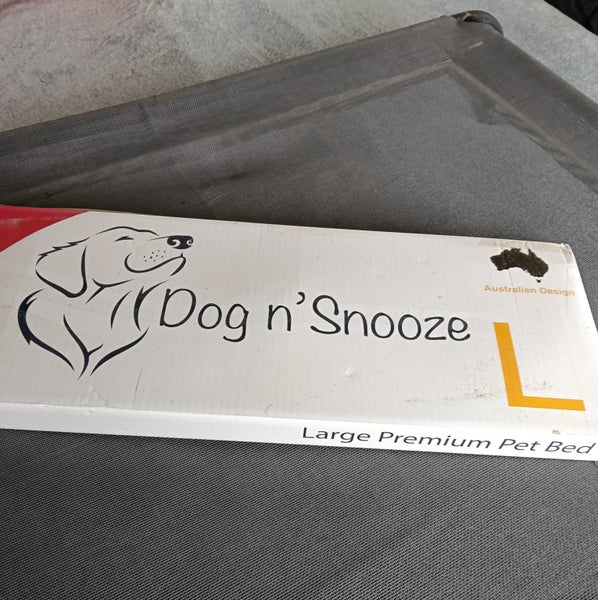 Dog n'Snooze
Australian Design
L
Large Premium Pet Bed